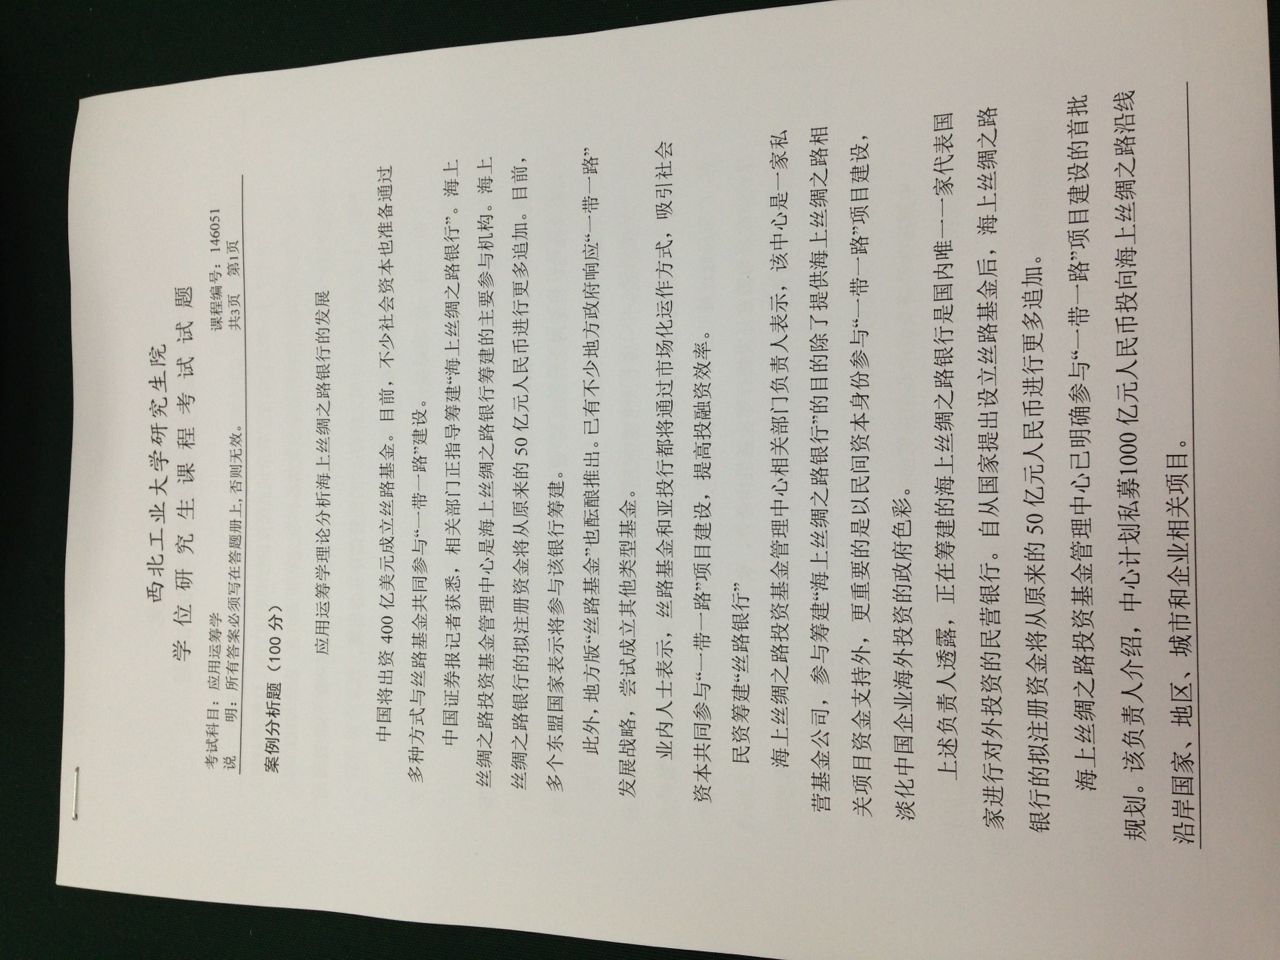 西北工业大学研究生院
学位研究生课程考试试题
考试科目：应用运筹学 课程编号：146051
说 明：所有答案必须写在答题册上,否则无效。 共3页 第1页
案例分析题（100 分）
应用运筹学理论分析海上丝绸之路银行的发展
中国将出资 400 亿美元成立丝路基金。目前，不少社会资本也准备通过
多种方式与丝路基金共同参与“一带一路”建设。
中国证券报记者获悉，相关部门正指导筹建“海上丝绸之路银行”。海上
丝绸之路投资基金管理中心是海上丝绸之路银行筹建的主要参与机构。海上
丝绸之路银行的拟注册资金将从原来的 50 亿元人民币进行更多追加。目前，
多个东盟国家表示将参与该银行筹建。
此外，地方版“丝路基金”也酝酿推出。已有不少地方政府响应“一带一路”
发展战略，尝试成立其他类型基金。
业内人士表示，丝路基金和亚投行都将通过市场化运作方式，吸引社会
资本共同参与“一带一路”项目建设，提高投融资效率。
民资筹建“丝路银行”
海上丝绸之路投资基金管理中心相关部门负责人表示，该中心是一家私
营基金公司，参与筹建“海上丝绸之路银行”的目的除了提供海上丝绸之路相
关项目资金支持外，更重要的是以民间资本身份参与“一带一路”项目建设，
淡化中国企业海外投资的政府色彩。
上述负责人透露，正在筹建的海上丝绸之路银行是国内唯一一家代表国
家进行对外投资的民营银行。自从国家提出设立丝路基金后，海上丝绸之路
银行的拟注册资金将从原来的 50 亿元人民币进行更多追加。
海上丝绸之路投资基金管理中心已明确参与“一带一路”项目建设的首批
规划。该负责人介绍，中心计划私募1000 亿元人民币投向海上丝绸之路沿线
沿岸国家、地区、城市和企业相关项目。